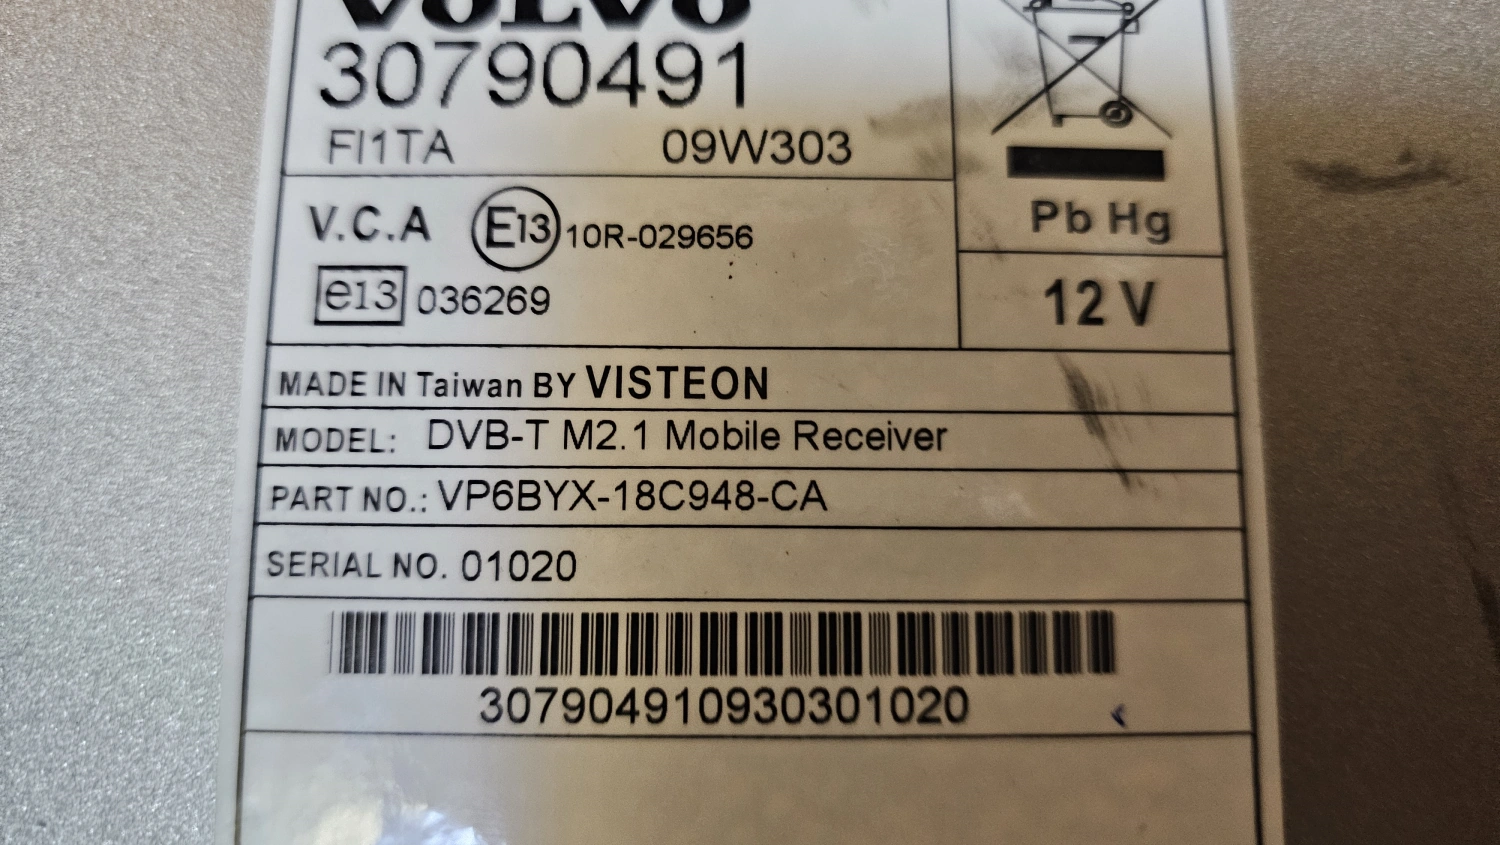 VOLVO
30790491
FI1TA 09W303
V.C.A E13 10R-029656
e13 036269
Pb Hg
12 V
MADE IN Taiwan BY VISTEON
MODEL: DVB-T M2.1 Mobile Receiver
PART NO.: VP6BYX-18C948-CA
SERIAL NO. 01020
307904910930301020